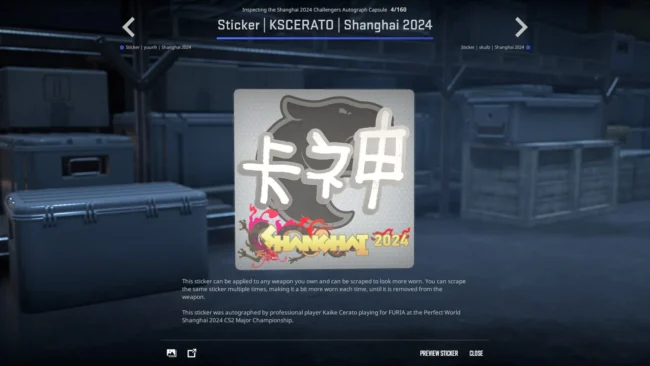 Inspecting the Shanghai 2024 Challengers Autograph Capsule 4/160
Sticker | KSCERATO | Shanghai 2024
Sticker | yuurih | Shanghai 2024
Sticker | skullz | Shanghai 2024
卡神
SHANGHAI 2024
This sticker can be applied to any weapon you own and can be scraped to look more worn. You can scrape
the same sticker multiple times, making it a bit more worn each time, until it is removed from the
weapon.
This sticker was autographed by professional player Kaike Cerato playing for FURIA at the Perfect World
Shanghai 2024 CS2 Major Championship.
PREVIEW STICKER CLOSE